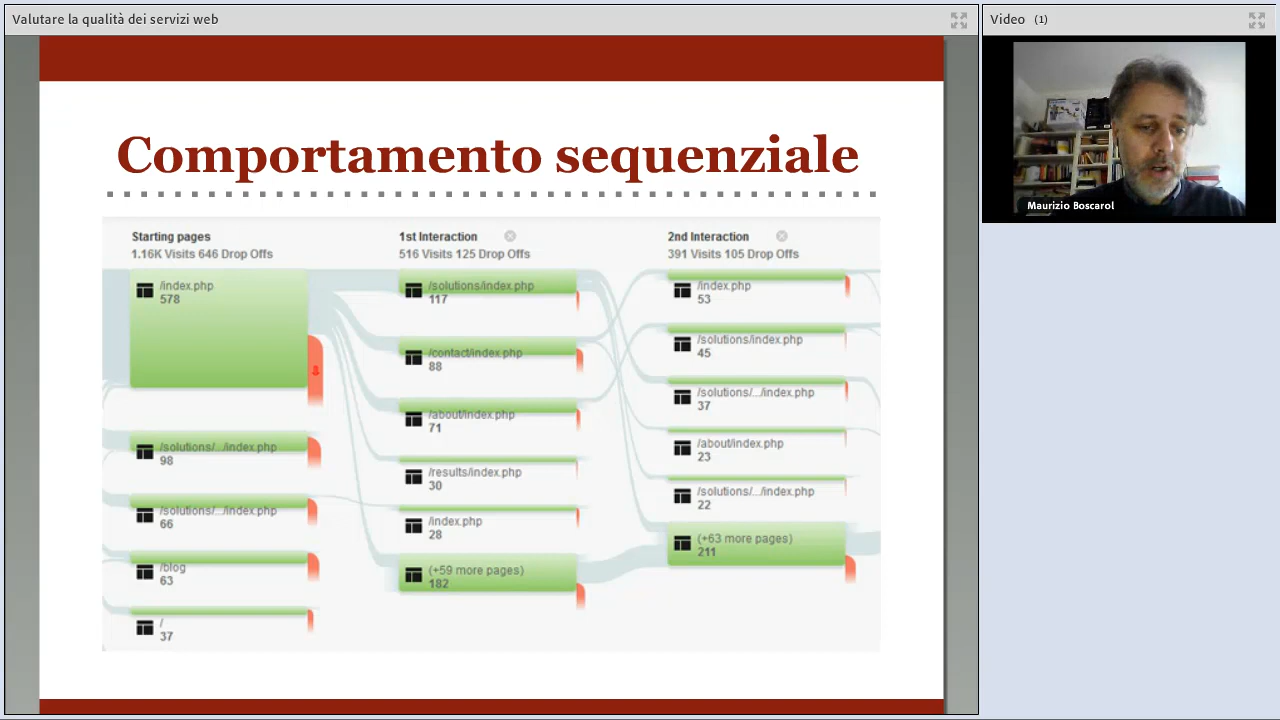 Valutare la qualità dei servizi web
Video (1)
Maurizio Boscarol
Comportamento sequenziale
Starting pages
1.16K Visits 646 Drop Offs
/index.php
578
/solutions/.../index.php
98
/solutions/.../index.php
66
/blog
63
/
37
1st Interaction
516 Visits 125 Drop Offs
/solutions/index.php
117
/contact/index.php
88
/about/index.php
71
/results/index.php
30
/index.php
28
(+59 more pages)
182
2nd Interaction
391 Visits 105 Drop Offs
/index.php
53
/solutions/index.php
45
/solutions/.../index.php
37
/about/index.php
23
/solutions/.../index.php
22
(+63 more pages)
211